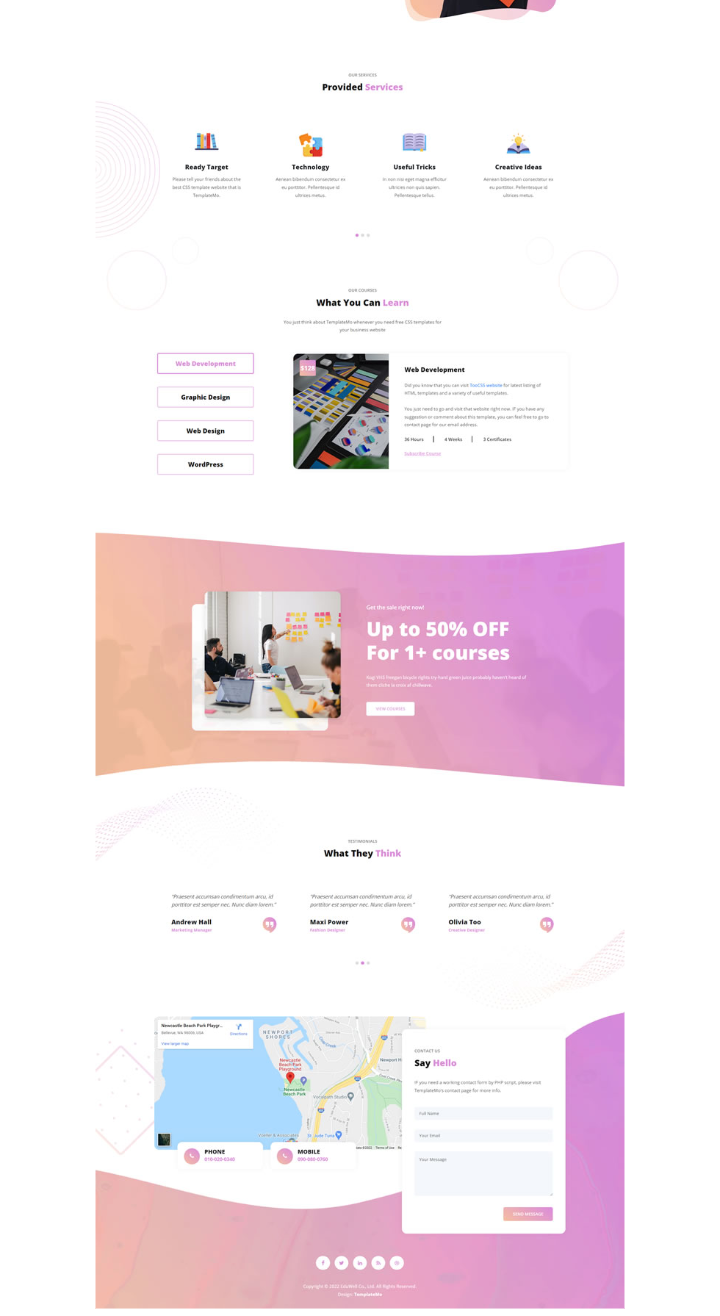 OUR SERVICES
Provided Services
Ready Target
Please tell your friends about the
best CSS template website that is
TemplateMo.
Technology
Aenean bibendum consectetur ex
eu porttitor. Pellentesque id
ultrices metus.
Useful Tricks
In non nisi eget magna efficitur
ultrices non quis sapien.
Pellentesque tellus.
Creative Ideas
Aenean bibendum consectetur ex
eu porttitor. Pellentesque id
ultrices metus.
OUR COURSES
What You Can Learn
You just think about TemplateMo whenever you need free CSS templates for
your business website
Web Development
Graphic Design
Web Design
WordPress
$128
Web Development
Did you know that you can visit TooCSS website for latest listing of
HTML templates and a variety of useful templates.
You just need to go and visit that website right now. IF you have any
suggestion or comment about this template, you can feel free to go to
contact page for our email address.
36 Hours
4 Weeks
3 Certificates
Subscribe Course
Get the sale right now!
Up to 50% OFF
For 1+ courses
VIEW COURSES
TESTIMONIALS
What They Think
"Praesent accumsan condimentum arcu, id
porttitor est semper nec. Nunc diam lorem."
Andrew Hall
Marketing Manager
"Praesent accumsan condimentum arcu, id
porttitor est semper nec. Nunc diam lorem."
Maxi Power
Fashion Designer
"Praesent accumsan condimentum arcu, id
porttitor est semper nec. Nunc diam lorem."
Olivia Too
Creative Designer
Newcastle Beach Park Playgr...
Bellevue, WA 98006, USA
Directions
View larger map
NEWPORT
SHORES
Newcastle
Beach Park
Playground
Newcastle
Beach Park
Newport H
St. Jude Tund
Terms of Use
PHONE
010-020-0340
MOBILE
090-080-0760
CONTACT US
Say Hello
IF you need a working contact form by PHP script, please visit
TemplateMo's contact page for more info.
Full Name
Your Email
Your Message
SEND MESSAGE
Copyright © 2022 EduWell Co., Ltd. All Rights Reserved.
Design: TemplateMo